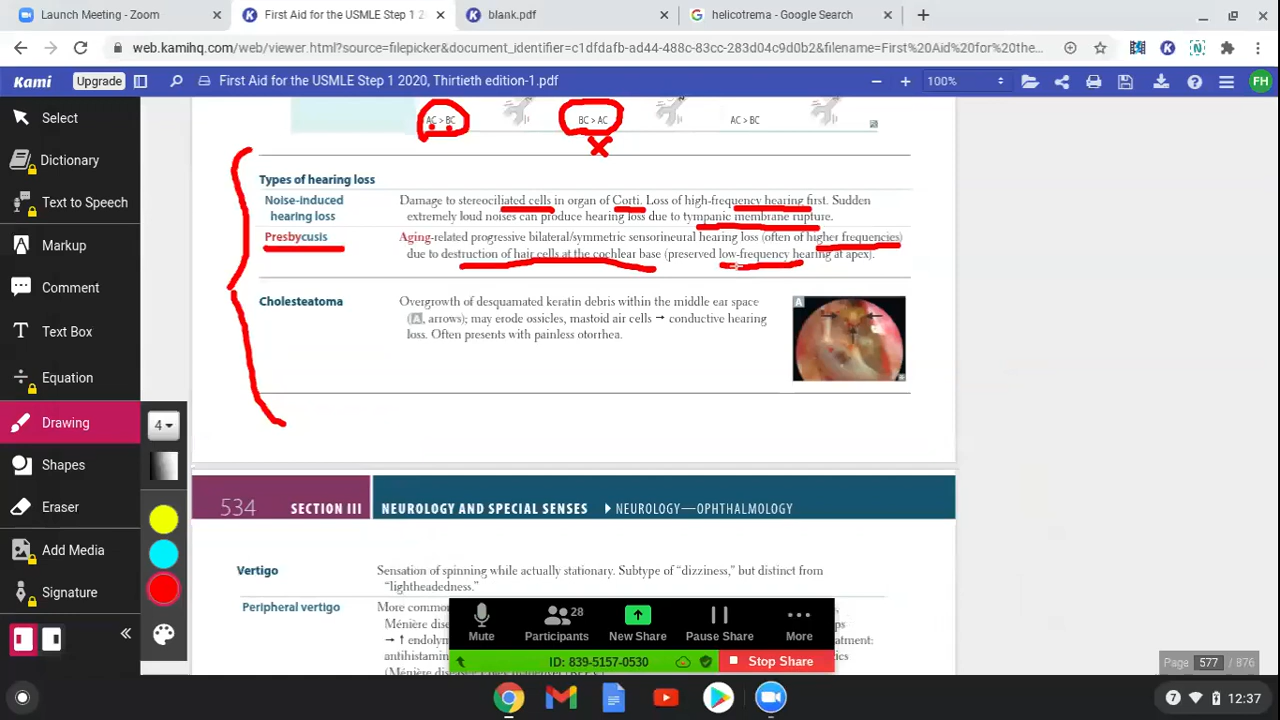 Launch Meeting - Zoom
First Aid for the USMLE Step 1 2
blank.pdf
helicotrema - Google Search
web.kamihq.com/web/viewer.html?source=filepicker&document_identifier=c1dfdafb-ad44-488c-83cc-283d04c9d0b2&filename=First%20Aid%20for%20the...
Kami
Upgrade
First Aid for the USMLE Step 1 2020, Thirtieth edition-1.pdf
100%
FH
Select
Dictionary
Text to Speech
Markup
Comment
Text Box
Equation
Drawing
4
Shapes
Eraser
Add Media
Signature
AC > BC
BC > AC
AC > BC
Types of hearing loss
Noise-induced
hearing loss
Damage to stereociliated cells in organ of Corti. Loss of high-frequency hearing first. Sudden
extremely loud noises can produce hearing loss due to tympanic membrane rupture.
Presbycusis
Aging-related progressive bilateral/symmetric sensorineural hearing loss (often of higher frequencies)
due to destruction of hair cells at the cochlear base (preserved low-frequency hearing at apex).
Cholesteatoma
Overgrowth of desquamated keratin debris within the middle ear space
(A, arrows); may erode ossicles, mastoid air cells → conductive hearing
loss. Often presents with painless otorrhea.
A
534
SECTION III
NEUROLOGY AND SPECIAL SENSES
NEUROLOGY—OPHTHALMOLOGY
Vertigo
Sensation of spinning while actually stationary. Subtype of “dizziness,” but distinct from
“lightheadedness.”
Peripheral vertigo
More common
Ménière
→ ↑
Mute
Participants
28
New Share
Pause Share
More
ID: 839-5157-0530
Stop Share
Page 577 / 876
7
12:37